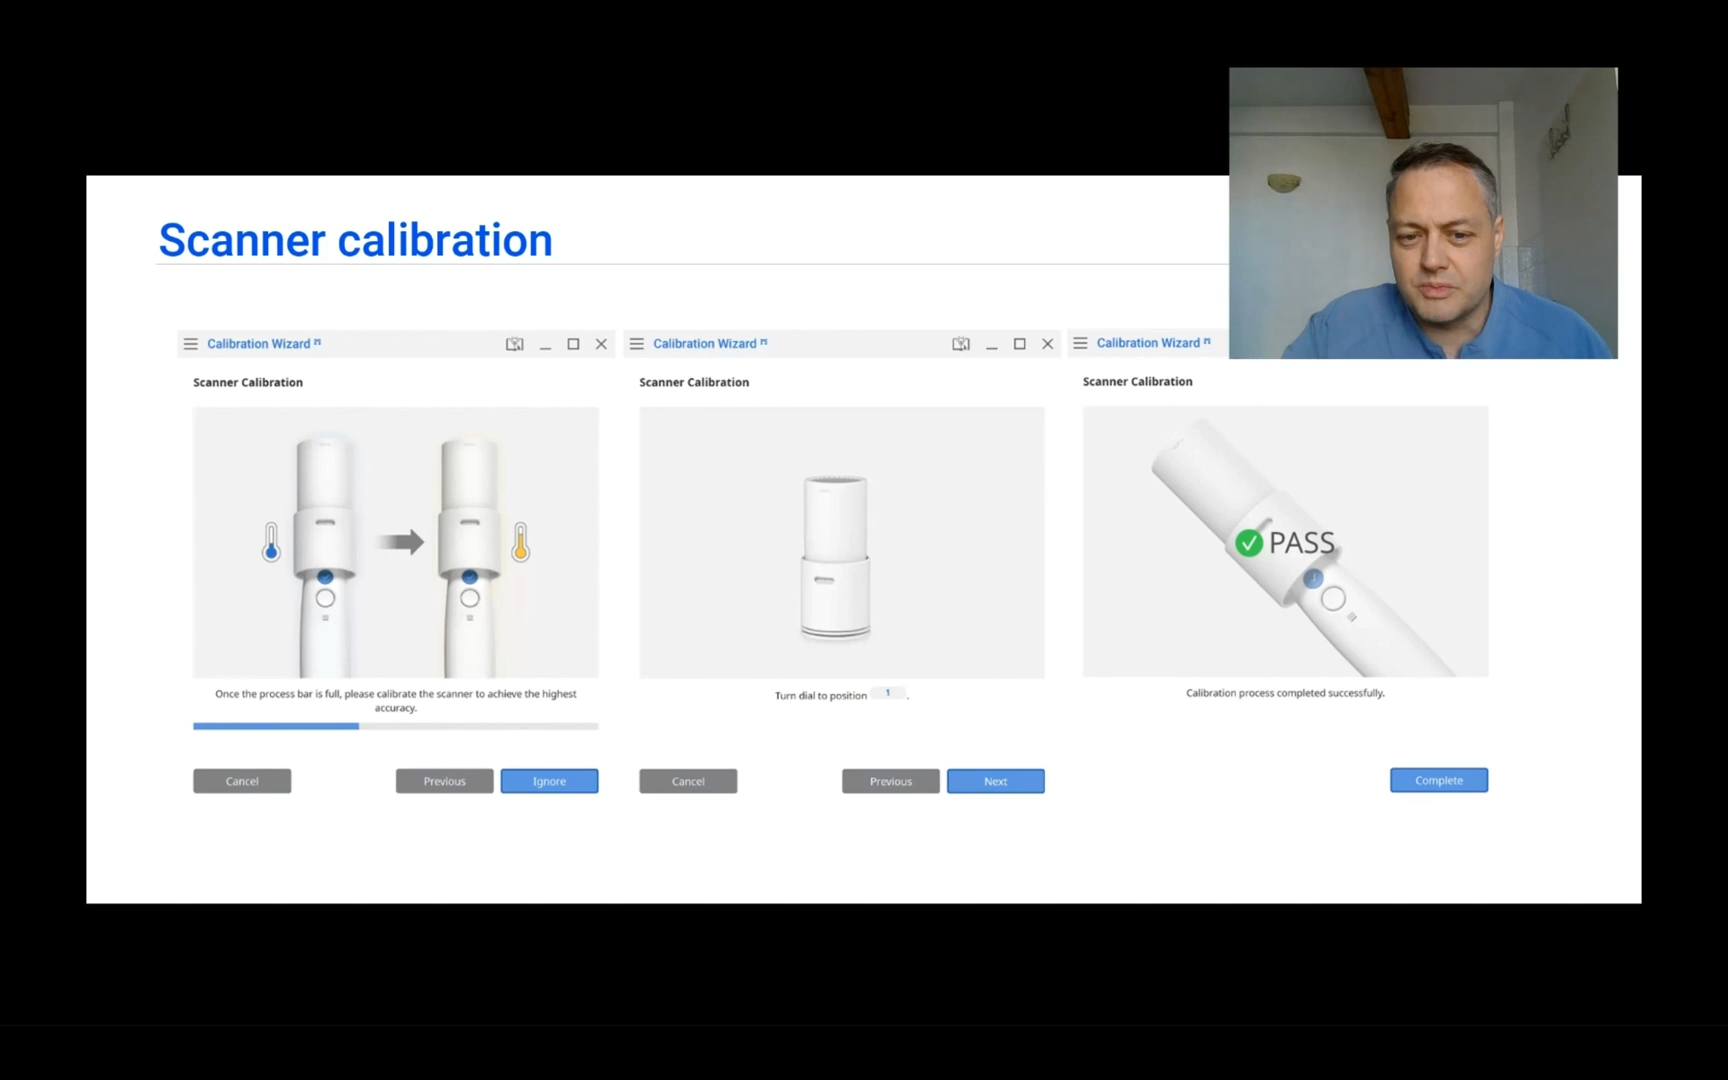 Scanner calibration
Calibration Wizard
Scanner Calibration
Once the process bar is full, please calibrate the scanner to achieve the highest
accuracy.
Cancel
Previous
Ignore
Calibration Wizard
Scanner Calibration
Turn dial to position 1 .
Cancel
Previous
Next
Calibration Wizard
Scanner Calibration
PASS
Calibration process completed successfully.
Complete